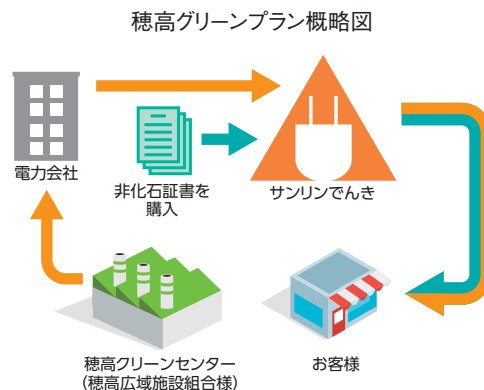 穂高グリーンプラン概略図
電力会社
非化石証書を
購入
サンリンでんき
穂高クリーンセンター
(穂高広域施設組合様)
お客様